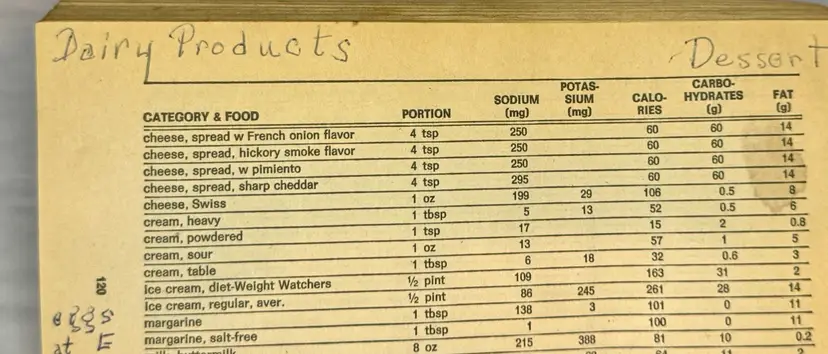 Dairy Products Dessert
CATEGORY & FOOD PORTION SODIUM (mg) POTAS-SIUM (mg) CALO-RIES CARBO-HYDRATES (g) FAT (g)
cheese, spread w French onion flavor 4 tsp 250 60 60 14
cheese, spread, hickory smoke flavor 4 tsp 250 60 60 14
cheese, spread, w pimiento 4 tsp 250 60 60 14
cheese, spread, sharp cheddar 4 tsp 295 60 60 14
cheese, Swiss 1 oz 199 29 106 0.5 8
cream, heavy 1 tbsp 5 13 52 0.5 6
cream, powdered 1 tsp 17 15 2 0.8
cream, sour 1 oz 13 57 1 5
cream, table 1 tbsp 6 18 32 0.6 3
ice cream, diet-Weight Watchers ½ pint 109 163 31 2
ice cream, regular, aver. ½ pint 86 245 261 28 14
margarine 1 tbsp 138 3 101 0 11
margarine, salt-free 1 tbsp 1 100 0 11
buttermilk 8 oz 215 388 81 10 0.2
120
eggs
at E